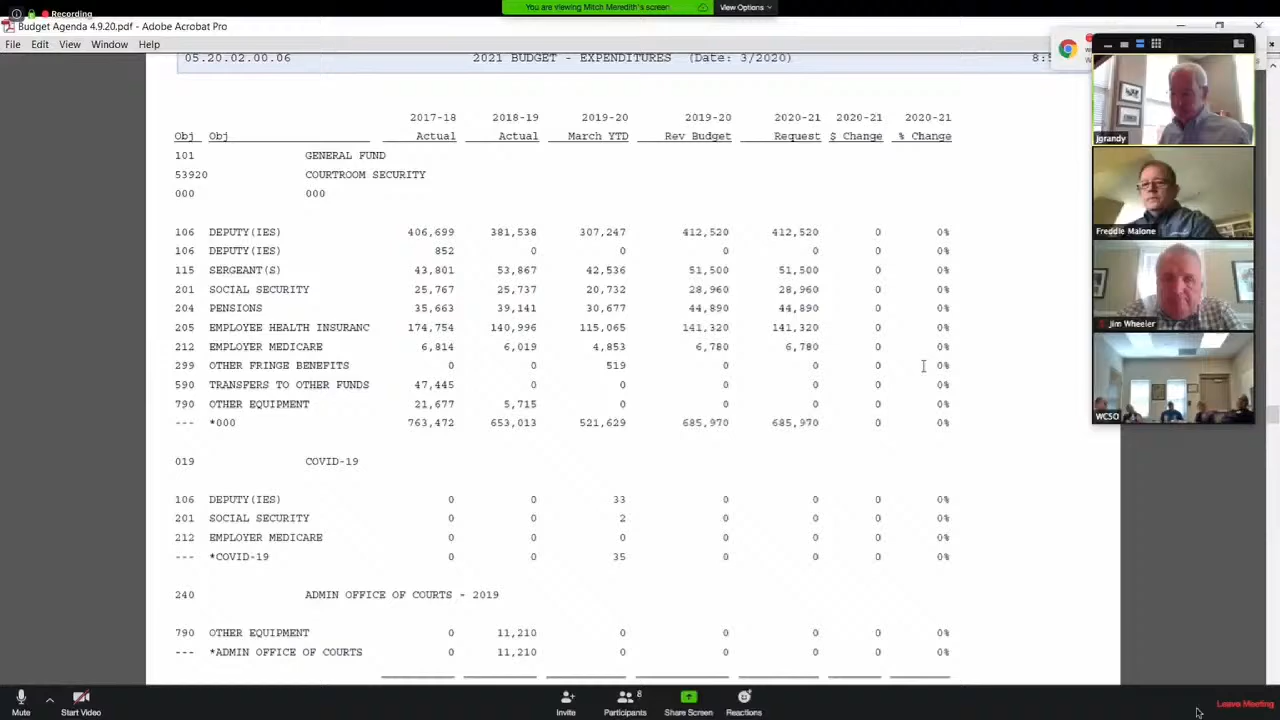 Recording
You are viewing Mitch Meredith's screen
View Options
Budget Agenda 4.9.20.pdf - Adobe Acrobat Pro
File Edit View Window Help
05.20.02.00.06 2021 BUDGET - EXPENDITURES (Date: 3/2020)
2017-18 2018-19 2019-20 2019-20 2020-21 2020-21 2020-21
Obj Obj Actual Actual March YTD Rev Budget Request $ Change % Change
101 GENERAL FUND
53920 COURTROOM SECURITY
000 000
106 DEPUTY(IES) 406,699 381,538 307,247 412,520 412,520 0 0%
106 DEPUTY(IES) 852 0 0 0 0 0 0%
115 SERGEANT(S) 43,801 53,867 42,536 51,500 51,500 0 0%
201 SOCIAL SECURITY 25,767 25,737 20,732 28,960 28,960 0 0%
204 PENSIONS 35,663 39,141 30,677 44,890 44,890 0 0%
205 EMPLOYEE HEALTH INSURANC 174,754 140,996 115,065 141,320 141,320 0 0%
212 EMPLOYER MEDICARE 6,814 6,019 4,853 6,780 6,780 0 0%
299 OTHER FRINGE BENEFITS 0 0 519 0 0 0 0%
590 TRANSFERS TO OTHER FUNDS 47,445 0 0 0 0 0 0%
790 OTHER EQUIPMENT 21,677 5,715 0 0 0 0 0%
--- *000 763,472 653,013 521,629 685,970 685,970 0 0%
019 COVID-19
106 DEPUTY(IES) 0 0 33 0 0 0 0%
201 SOCIAL SECURITY 0 0 2 0 0 0 0%
212 EMPLOYER MEDICARE 0 0 0 0 0 0 0%
--- *COVID-19 0 0 35 0 0 0 0%
240 ADMIN OFFICE OF COURTS - 2019
790 OTHER EQUIPMENT 0 11,210 0 0 0 0 0%
--- *ADMIN OFFICE OF COURTS 0 11,210 0 0 0 0 0%
jgrandy
Freddie Malone
Jim Wheeler
WCSO
Mute
Start Video
Invite
Participants 8
Share Screen
Reactions
Leave Meeting